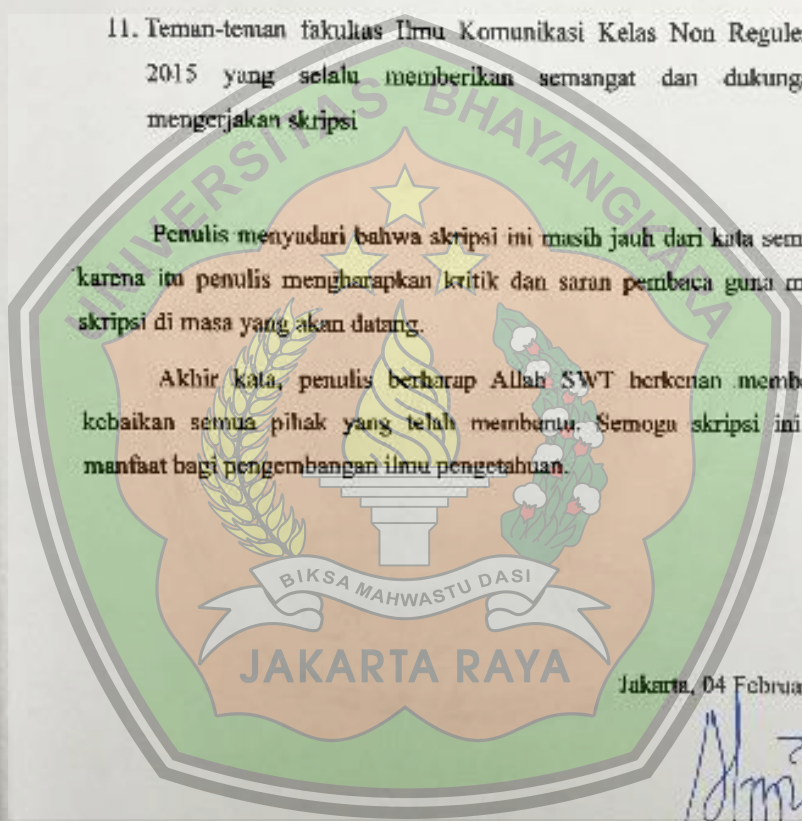 11. Teman-teman fakultas Ilmu Komunikasi Kelas Non Regule
2015 yang selalu memberikan semangat dan dukung
mengerjakan skripsi
UNIVERSITAS BHAYANGKARA
Penulis menyadari bahwa skripsi ini masih jauh dari kata sem
karena itu penulis mengharapkan kritik dan saran pembaca guna m
skripsi di masa yang akan datang.
Akhir kata, penulis berharap Allah SWT berkenan memb
kebaikan semua pihak yang telah membantu. Semoga skripsi ini
manfaat bagi pengembangan ilmu pengetahuan.
BIKSA MAHWASTU DASI
JAKARTA RAYA
Jakarta, 04 Februa